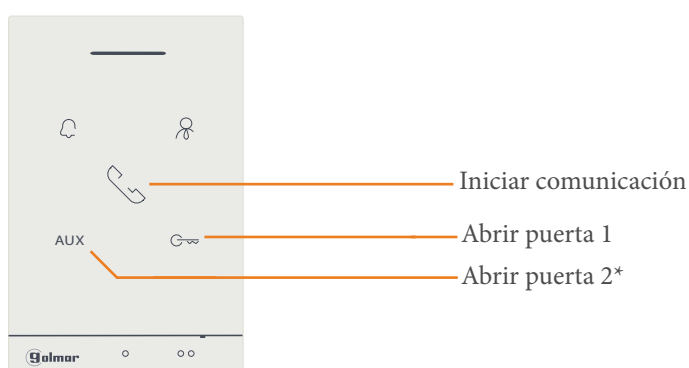 Iniciar comunicación
AUX
Abrir puerta 1
Abrir puerta 2*
golmar